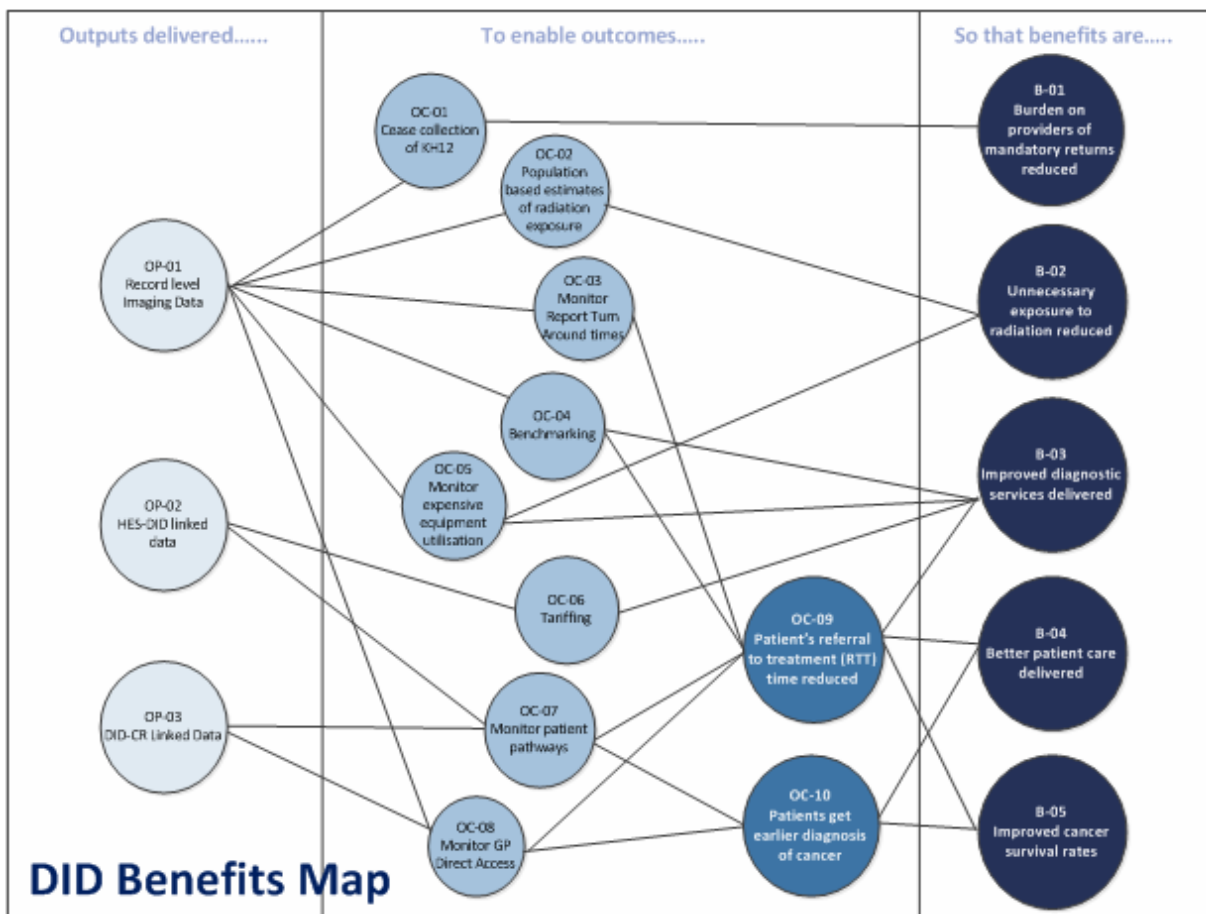 Outputs delivered......
To enable outcomes.....
So that benefits are.....
OP-01
Record level
Imaging Data
OP-02
HES-DID linked
data
OP-03
DID-CR Linked Data
OC-01
Cease collection
of KH12
OC-02
Population
based estimates
of radiation
exposure
OC-03
Monitor
Report Turn
Around times
OC-04
Benchmarking
OC-05
Monitor
expensive
equipment
utilisation
OC-06
Tariffing
OC-07
Monitor patient
pathways
OC-08
Monitor GP
Direct Access
OC-09
Patient's referral
to treatment (RTT)
time reduced
OC-10
Patients get
earlier diagnosis
of cancer
B-01
Burden on
providers of
mandatory returns
reduced
B-02
Unnecessary
exposure to
radiation reduced
B-03
Improved diagnostic
services delivered
B-04
Better patient care
delivered
B-05
Improved cancer
survival rates
DID Benefits Map